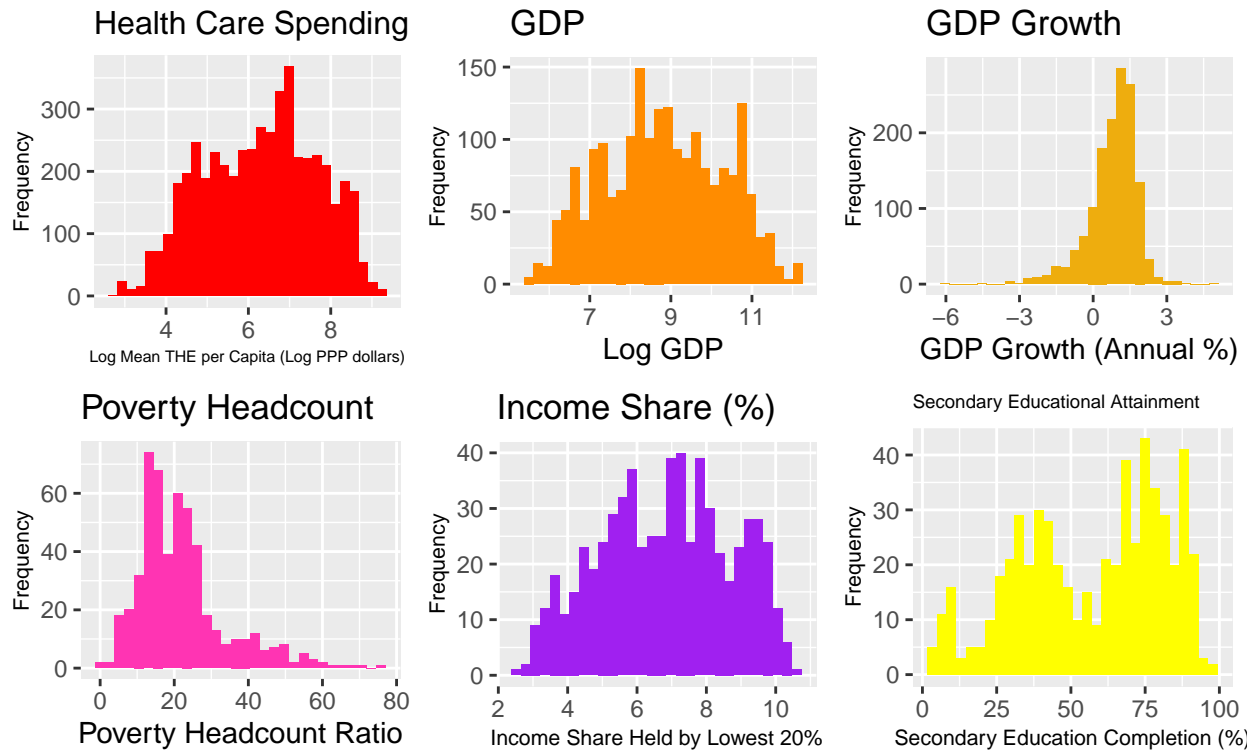 Health Care Spending
Frequency
300
200
100
0
4 6 8
Log Mean THE per Capita (Log PPP dollars)
GDP
Frequency
150
100
50
0
7 9 11
Log GDP
GDP Growth
Frequency
200
100
0
−6 −3 0 3
GDP Growth (Annual %)
Poverty Headcount
Frequency
60
40
20
0
0 20 40 60 80
Poverty Headcount Ratio
Income Share (%)
Frequency
40
30
20
10
0
2 4 6 8 10
Income Share Held by Lowest 20%
Secondary Educational Attainment
Frequency
40
30
20
10
0
0 25 50 75 100
Secondary Education Completion (%)